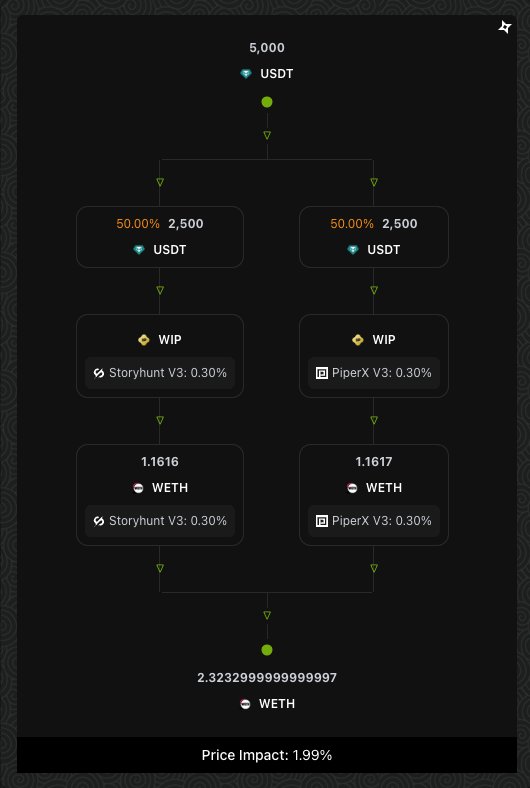 5,000
USDT
50.00% 2,500
USDT
50.00% 2,500
USDT
WIP
Storyhunt V3: 0.30%
WIP
PiperX V3: 0.30%
1.1616
WETH
Storyhunt V3: 0.30%
1.1617
WETH
PiperX V3: 0.30%
2.3232999999999997
WETH
Price Impact: 1.99%